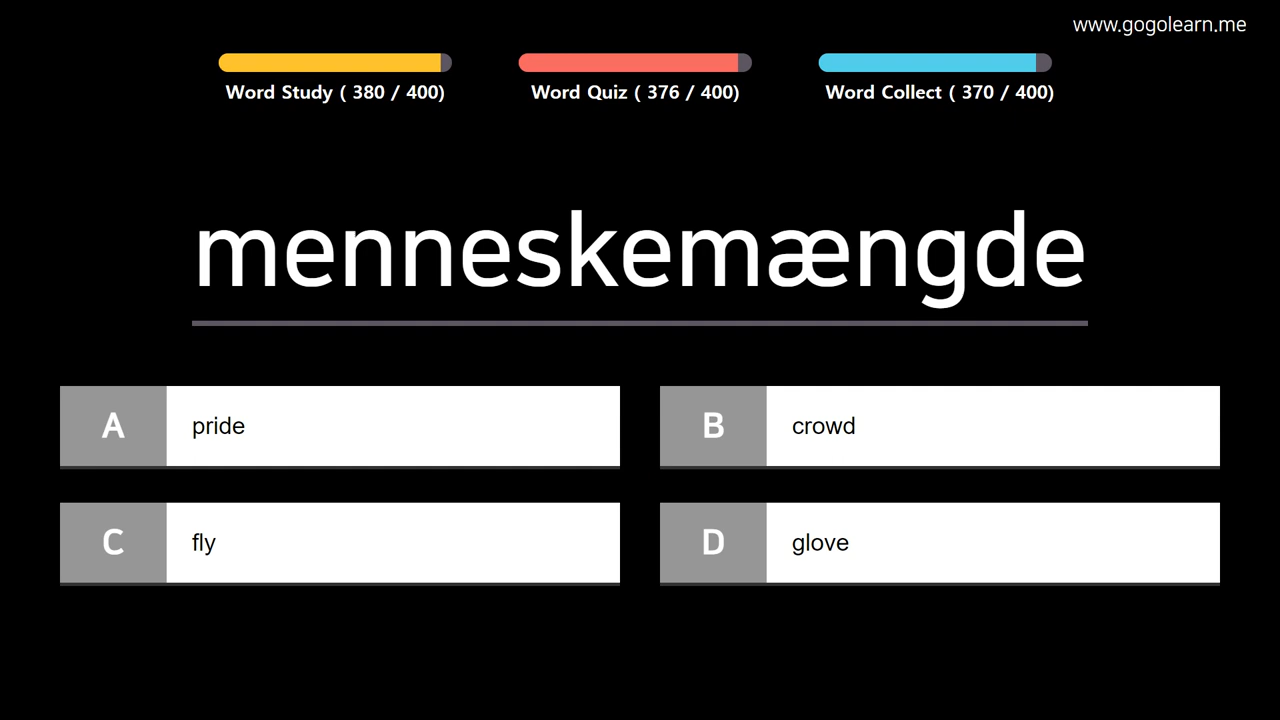 www.gogolearn.me
Word Study ( 380 / 400)
Word Quiz ( 376 / 400)
Word Collect ( 370 / 400)
menneskemængde
A pride
B crowd
C fly
D glove